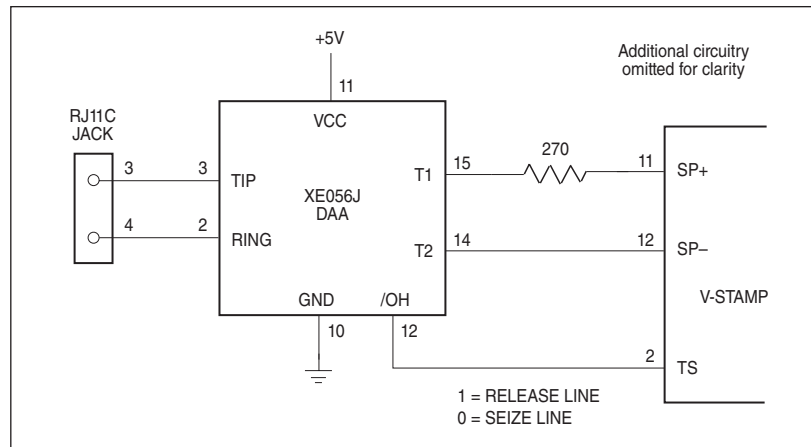 +5V
Additional circuitry
omitted for clarity
11
RJ11C
JACK
VCC
270
3
3
TIP
T1
15
11
SP+
XE056J
DAA
4
2
RING
T2
14
12
SP–
V-STAMP
GND
/OH
10
12
2
TS
1 = RELEASE LINE
0 = SEIZE LINE